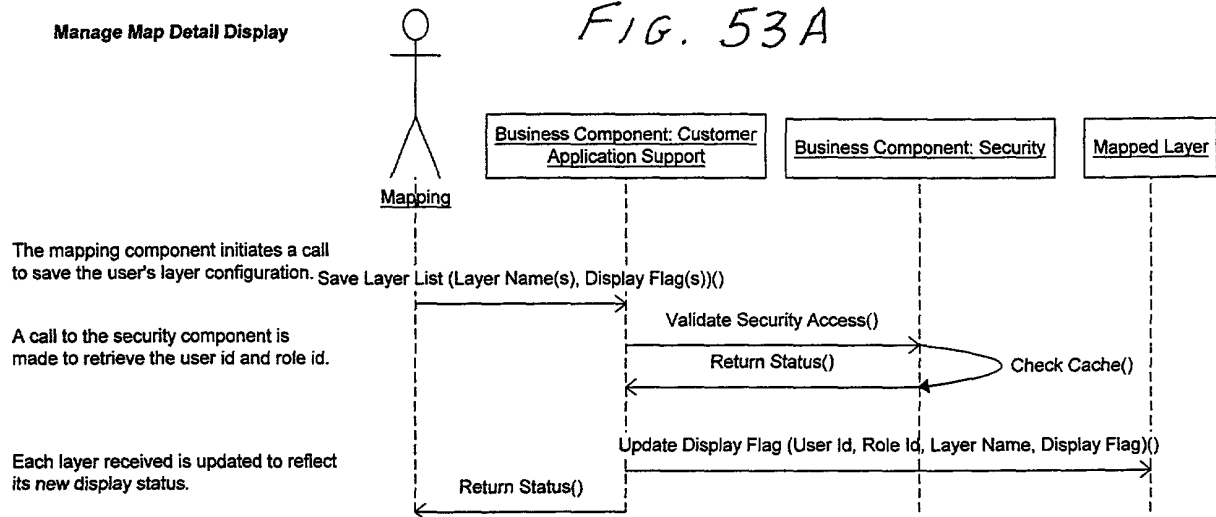 Manage Map Detail Display
FIG. 53A
Business Component: Customer
Application Support
Business Component: Security
Mapped Layer
Mapping
The mapping component initiates a call
to save the user's layer configuration.
Save Layer List (Layer Name(s), Display Flag(s))()
A call to the security component is
made to retrieve the user id and role id.
Validate Security Access()
Return Status()
Check Cache()
Each layer received is updated to reflect
its new display status.
Update Display Flag (User Id, Role Id, Layer Name, Display Flag)()
Return Status()